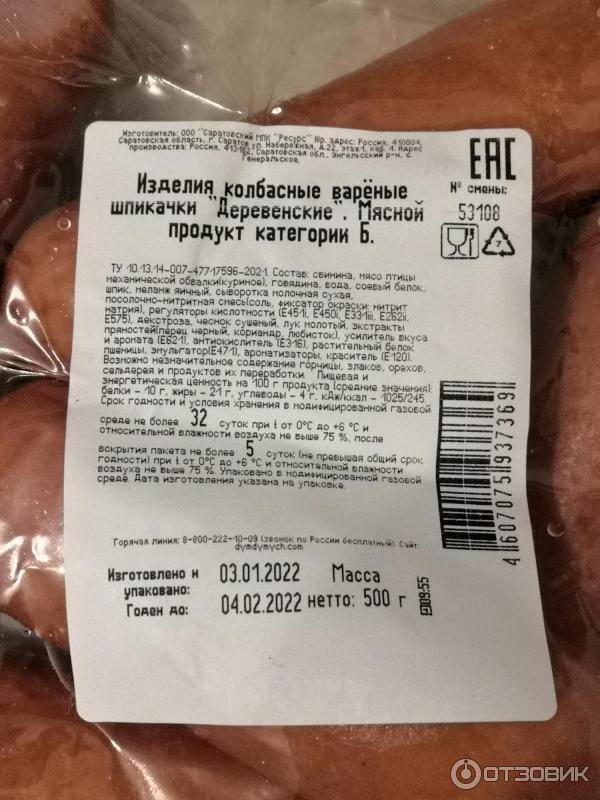 Изготовитель: ООО "Саратовский МПК "Ресурс" Юр. адрес: Россия, 410004,
Саратовская область, г. Саратов ул. Набережная, д.22, этаж 1, каб. 4. Адрес
производства: Россия, 413162, Саратовская обл., Энгельсский р-н, с.
Генеральское.
EAC
Изделия колбасные варёные
шпикачки "Деревенские". Мясной
продукт категории Б.
№ смены:
53108
7
ТУ 10.13.14-007-47717596-2021. Состав: свинина, мясо птицы
механической обвалки(куриное), говядина, вода, соевый белок,
шпик, меланж яичный, сыворотка молочная сухая,
посолочно-нитритная смесь(соль, фиксатор окраски: нитрит
натрия), регуляторы кислотности (E451i, E450i, E331iii, E262ii,
E575), декстроза, чеснок сушеный, лук молотый, экстракты
пряностей(перец черный, кориандр, любисток), усилитель вкуса
и аромата (E621), антиокислитель (E316), растительный белок
пшеницы, эмульгатор(E471), ароматизаторы, краситель (E120).
Возможно незначительное содержание горчицы, злаков, орехов,
сельдерея и продуктов их переработки. Пищевая и
энергетическая ценность на 100 г продукта (средние значения):
белки - 10 г, жиры - 21 г, углеводы - 4 г, кДж/ккал - 1025/245.
Срок годности и условия хранения в модифицированной газовой
среде не более 32 суток при t от 0°C до +6 °C и
относительной влажности воздуха не выше 75 %, после
вскрытия пакета не более 5 суток (не превышая общий срок
годности) при t от 0°C до +6 °C и относительной влажности
воздуха не выше 75 %. Упаковано в модифицированной газовой
среде. Дата изготовления указана на упаковке.
46070751937369
Горячая линия: 8-800-222-10-09 (звонок по России бесплатный). Сайт:
dymdymych.com
Изготовлено и упаковано: 03.01.2022
Годен до: 04.02.2022
Масса нетто: 500 г
09:55
ОТЗОВИК